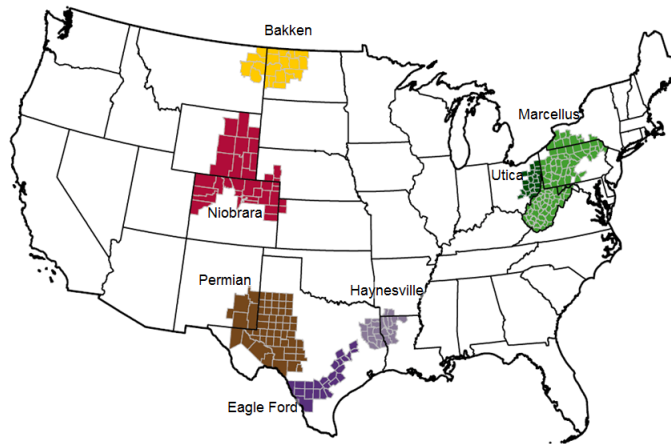 Bakken
Marcellus
Utica
Niobrara
Permian
Haynesville
Eagle Ford